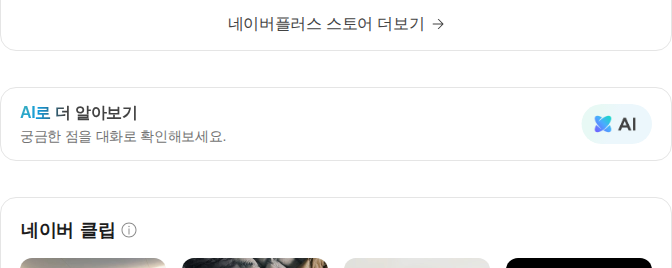 네이버플러스 스토어 더보기 →
AI로 더 알아보기
궁금한 점을 대화로 확인해보세요.
AI
네이버 클립